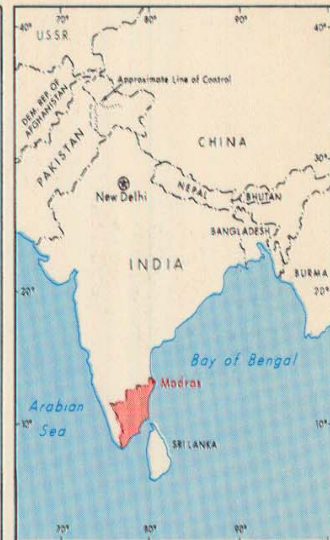 40° 70° 80° 90° 40°
USSR
Approximate Line of Control
DEM. REP. OF
AFGHANISTAN
PAKISTAN
CHINA
30°
New Delhi
NEPAL
BHUTAN
BANGLADESH
INDIA
BURMA
20° 20°
Bay of Bengal
Madras
Arabian
Sea
10° 10°
SRI LANKA
70° 80° 90°